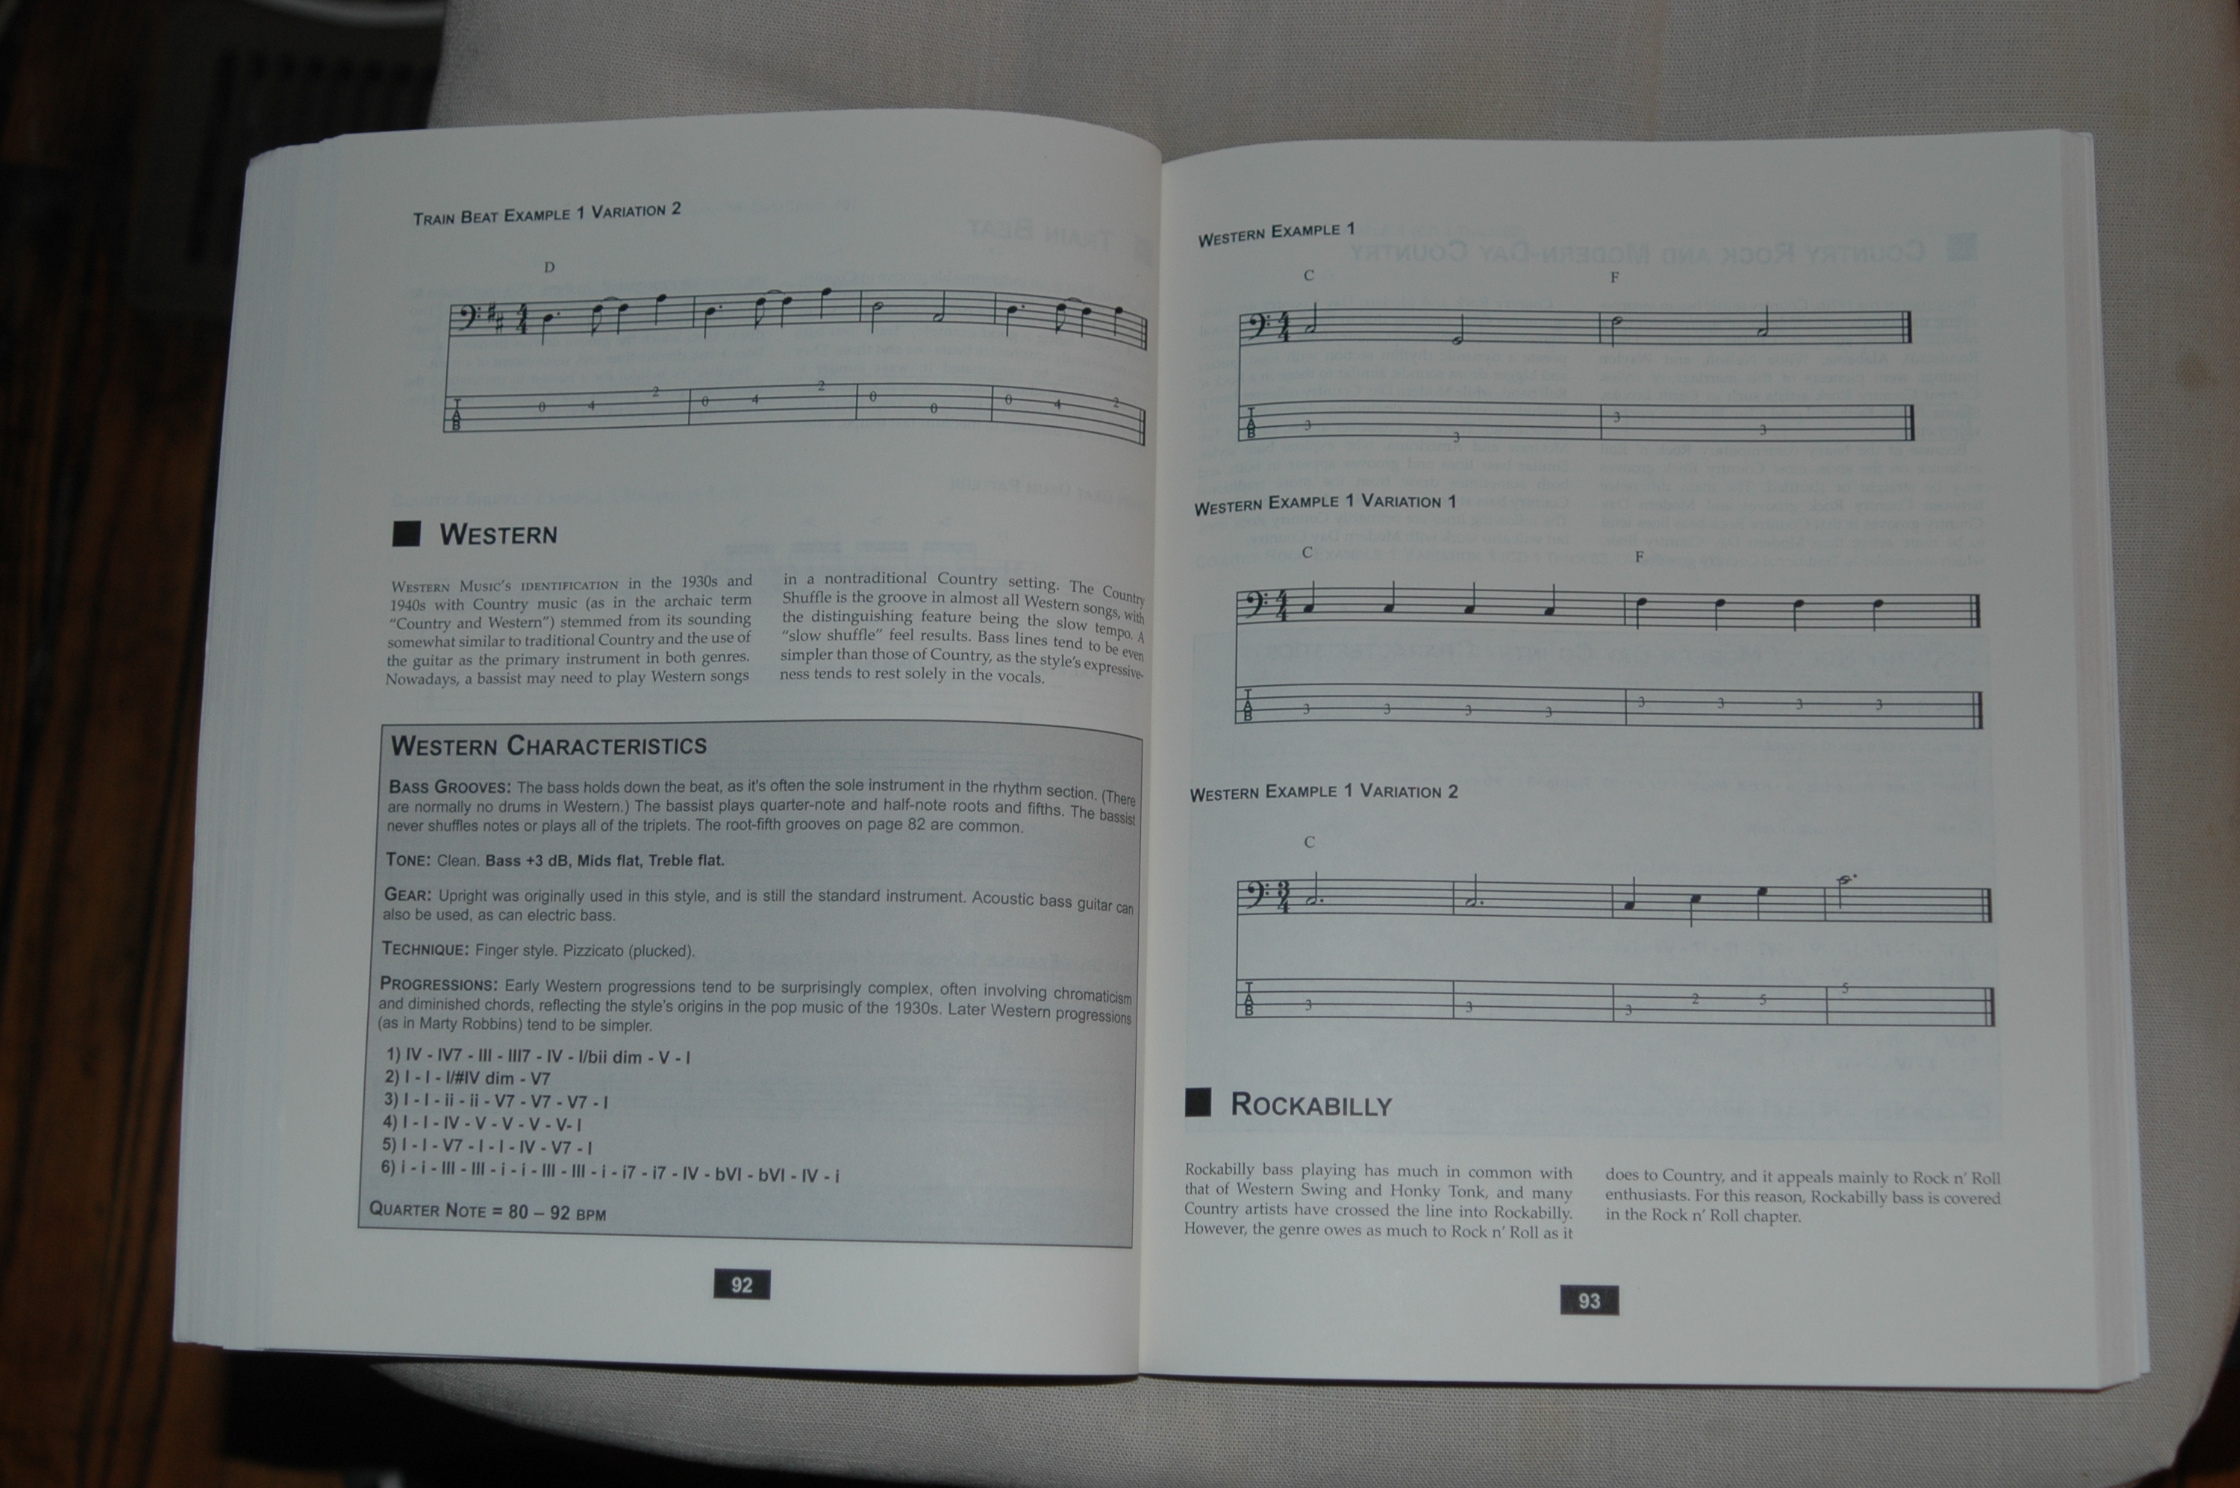 TRAIN BEAT EXAMPLE 1 VARIATION 2
D
4
4
T
A
B
0 4 2 0 4 2 0 0 0 4 2
WESTERN
WESTERN MUSIC'S IDENTIFICATION in the 1930s and
1940s with Country music (as in the archaic term
"Country and Western") stemmed from its sounding
somewhat similar to traditional Country and the use of
the guitar as the primary instrument in both genres.
Nowadays, a bassist may need to play Western songs
in a nontraditional Country setting. The Country
Shuffle is the groove in almost all Western songs, with
the distinguishing feature being the slow tempo. A
"slow shuffle" feel results. Bass lines tend to be even
simpler than those of Country, as the style's expressive-
ness tends to rest solely in the vocals.
WESTERN CHARACTERISTICS
BASS GROOVES: The bass holds down the beat, as it's often the sole instrument in the rhythm section. (There
are normally no drums in Western.) The bassist plays quarter-note and half-note roots and fifths. The bassist
never shuffles notes or plays all of the triplets. The root-fifth grooves on page 82 are common.
TONE: Clean. Bass +3 dB, Mids flat, Treble flat.
GEAR: Upright was originally used in this style, and is still the standard instrument. Acoustic bass guitar can
also be used, as can electric bass.
TECHNIQUE: Finger style. Pizzicato (plucked).
PROGRESSIONS: Early Western progressions tend to be surprisingly complex, often involving chromaticism
and diminished chords, reflecting the style's origins in the pop music of the 1930s. Later Western progressions
(as in Marty Robbins) tend to be simpler.
1) IV - IV7 - III - III7 - IV - I/bii dim - V - I
2) I - I - I/#IV dim - V7
3) I - I - ii - ii - V7 - V7 - V7 - I
4) I - I - IV - V - V - V - V- I
5) I - I - V7 - I - I - IV - V7 - I
6) i - i - III - III - i - i - III - III - i - i7 - i7 - IV - bVI - bVI - IV - i
QUARTER NOTE = 80 – 92 BPM
92
WESTERN EXAMPLE 1
C F
4
4
T
A
B
3 3 3 3
WESTERN EXAMPLE 1 VARIATION 1
C F
4
4
T
A
B
3 3 3 3 3 3 3 3
WESTERN EXAMPLE 1 VARIATION 2
C
3
4
T
A
B
3 3 3 2 5 5
ROCKABILLY
Rockabilly bass playing has much in common with
that of Western Swing and Honky Tonk, and many
Country artists have crossed the line into Rockabilly.
However, the genre owes as much to Rock n' Roll as it
does to Country, and it appeals mainly to Rock n' Roll
enthusiasts. For this reason, Rockabilly bass is covered
in the Rock n' Roll chapter.
93